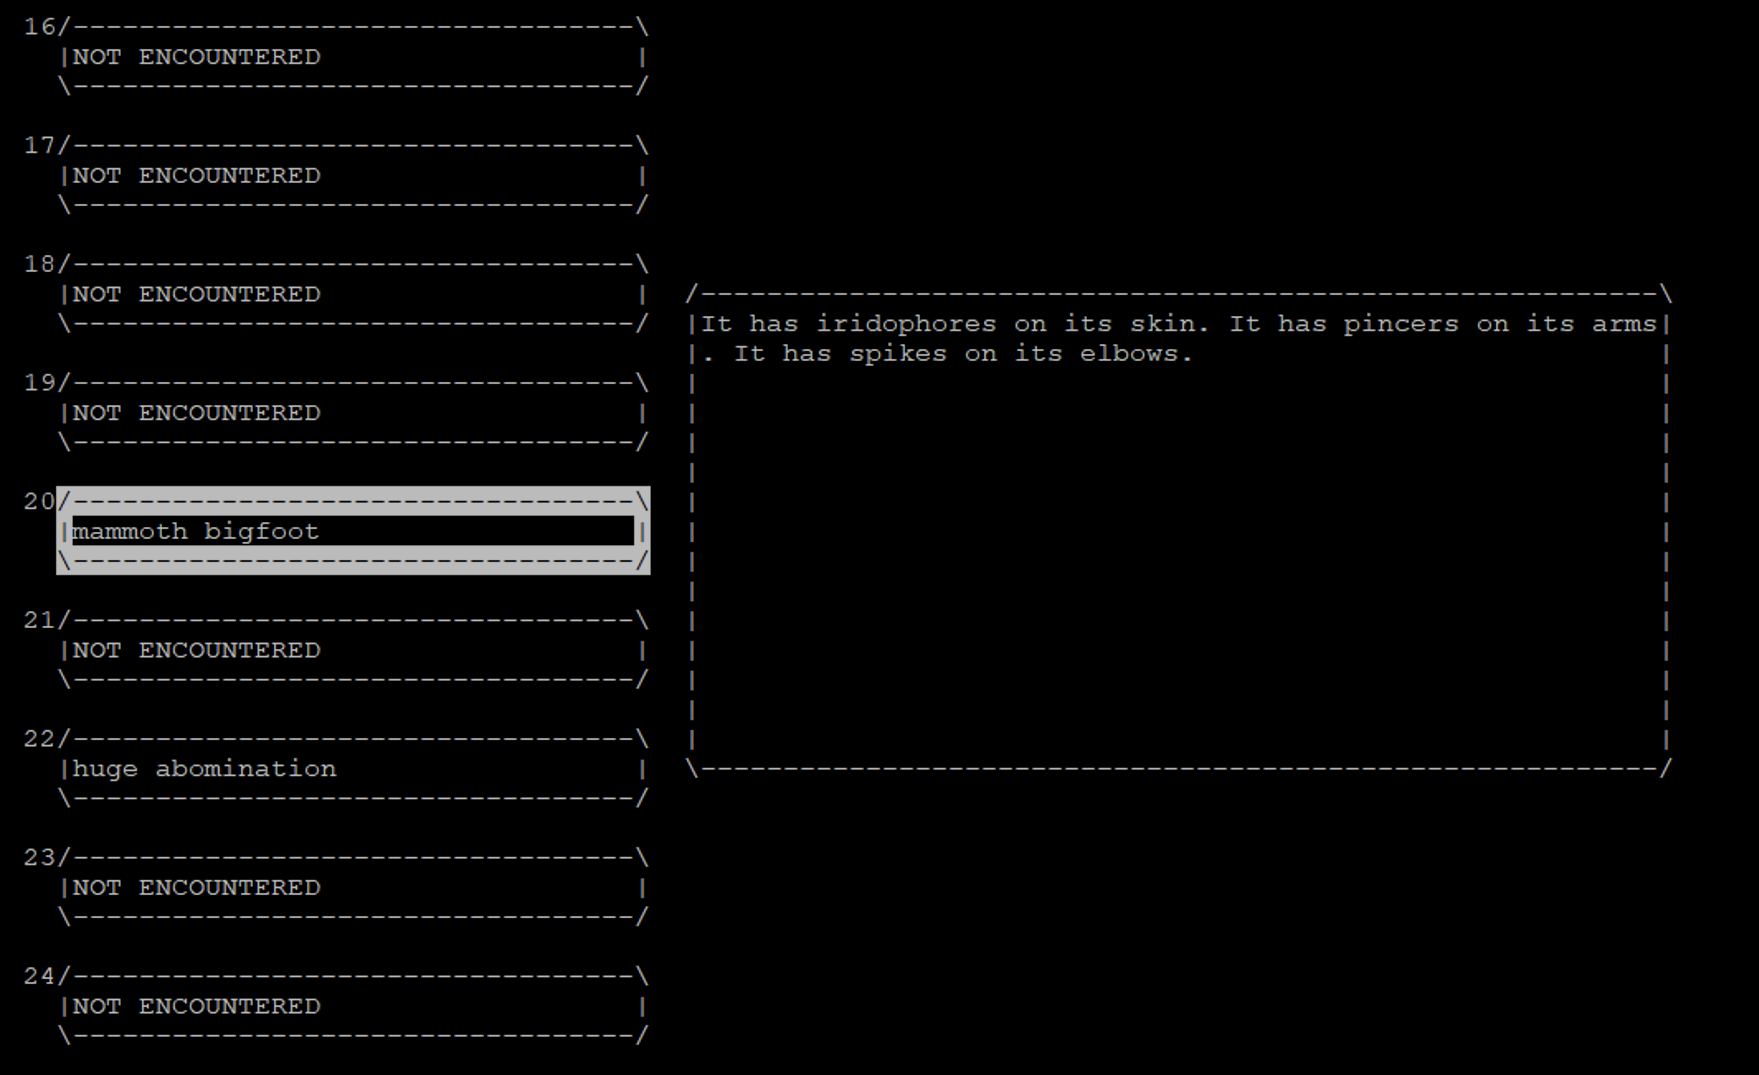 16/----------------------------------\
|NOT ENCOUNTERED |
\----------------------------------/
17/----------------------------------\
|NOT ENCOUNTERED |
\----------------------------------/
18/----------------------------------\
|NOT ENCOUNTERED |
\----------------------------------/
19/----------------------------------\
|NOT ENCOUNTERED |
\----------------------------------/
20/----------------------------------\
|mammoth bigfoot |
\----------------------------------/
21/----------------------------------\
|NOT ENCOUNTERED |
\----------------------------------/
22/----------------------------------\
|huge abomination |
\----------------------------------/
23/----------------------------------\
|NOT ENCOUNTERED |
\----------------------------------/
24/----------------------------------\
|NOT ENCOUNTERED |
\----------------------------------/
/----------------------------------------------------------\
|It has iridophores on its skin. It has pincers on its arms|
|. It has spikes on its elbows. |
\----------------------------------------------------------/